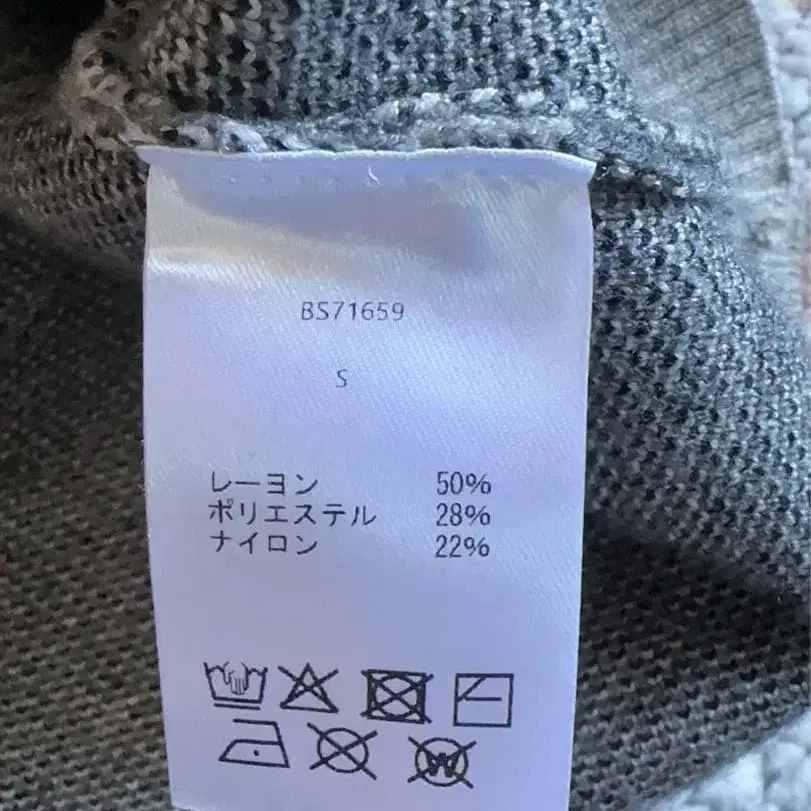 BS71659
S
レーヨン 50%
ポリエステル 28%
ナイロン 22%
W